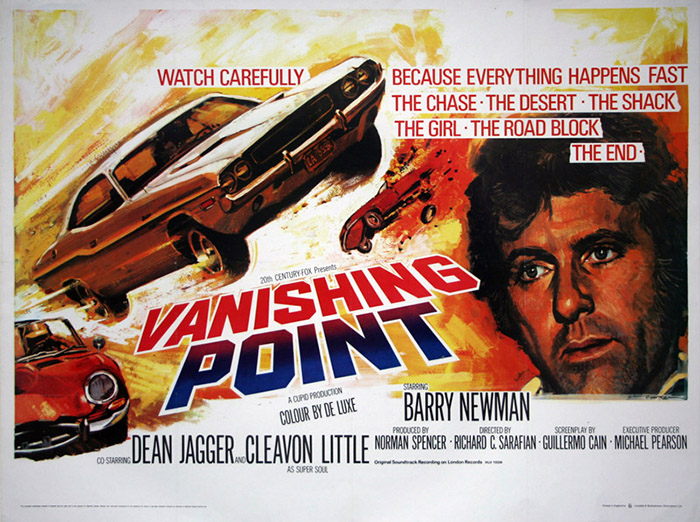 WATCH CAREFULLY BECAUSE EVERYTHING HAPPENS FAST
THE CHASE · THE DESERT · THE SHACK
THE GIRL · THE ROAD BLOCK
THE END ·
20th CENTURY-FOX Presents
VANISHING
POINT
A CUPID PRODUCTION
COLOUR BY DE LUXE
STARRING
BARRY NEWMAN
CO-STARRING DEAN JAGGER AND CLEAVON LITTLE
AS SUPER SOUL
PRODUCED BY
NORMAN SPENCER ·
DIRECTED BY
RICHARD C. SARAFIAN ·
SCREENPLAY BY
GUILLERMO CAIN ·
EXECUTIVE PRODUCER
MICHAEL PEARSON
Original Soundtrack Recording on London Records